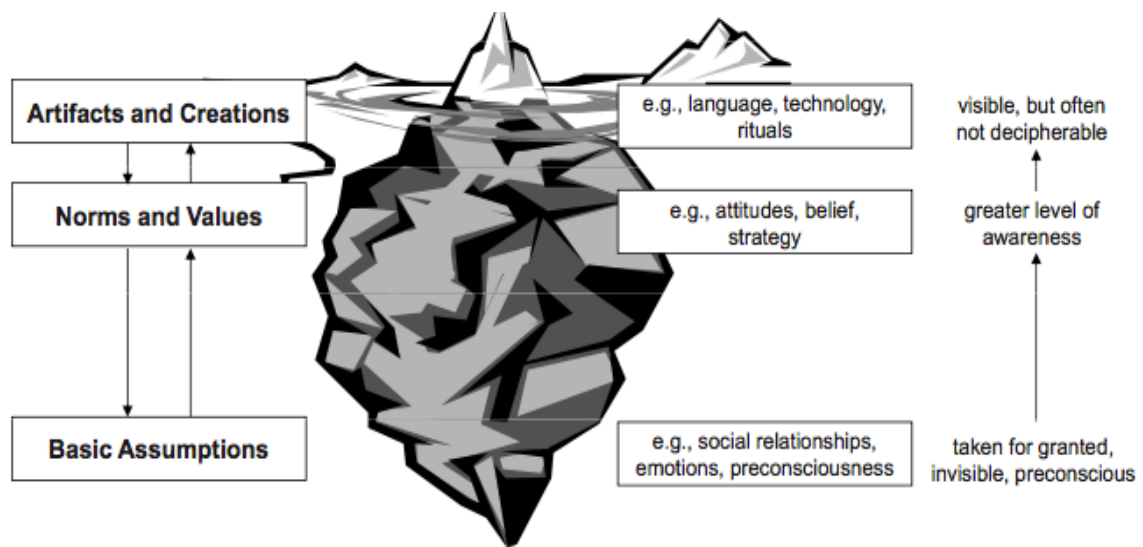 Artifacts and Creations
e.g., language, technology,
rituals
visible, but often
not decipherable
Norms and Values
e.g., attitudes, belief,
strategy
greater level of
awareness
Basic Assumptions
e.g., social relationships,
emotions, preconsciousness
taken for granted,
invisible, preconscious